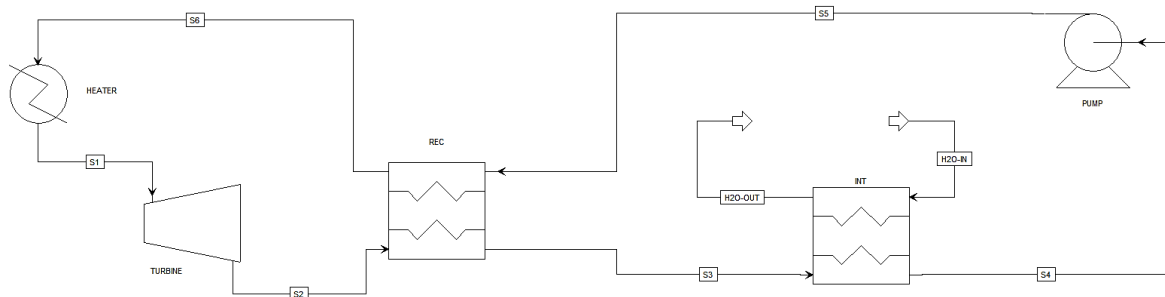 S6
S5
HEATER
PUMP
REC
S1
H2O-IN
INT
H2O-OUT
TURBINE
S3
S4
S2